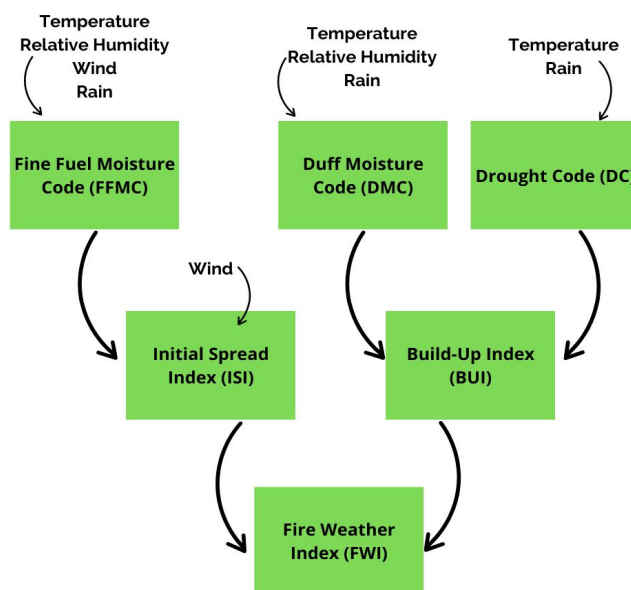 Temperature
Relative Humidity
Wind
Rain
Temperature
Relative Humidity
Rain
Temperature
Rain
Fine Fuel Moisture
Code (FFMC)
Duff Moisture
Code (DMC)
Drought Code (DC)
Wind
Initial Spread
Index (ISI)
Build-Up Index
(BUI)
Fire Weather
Index (FWI)